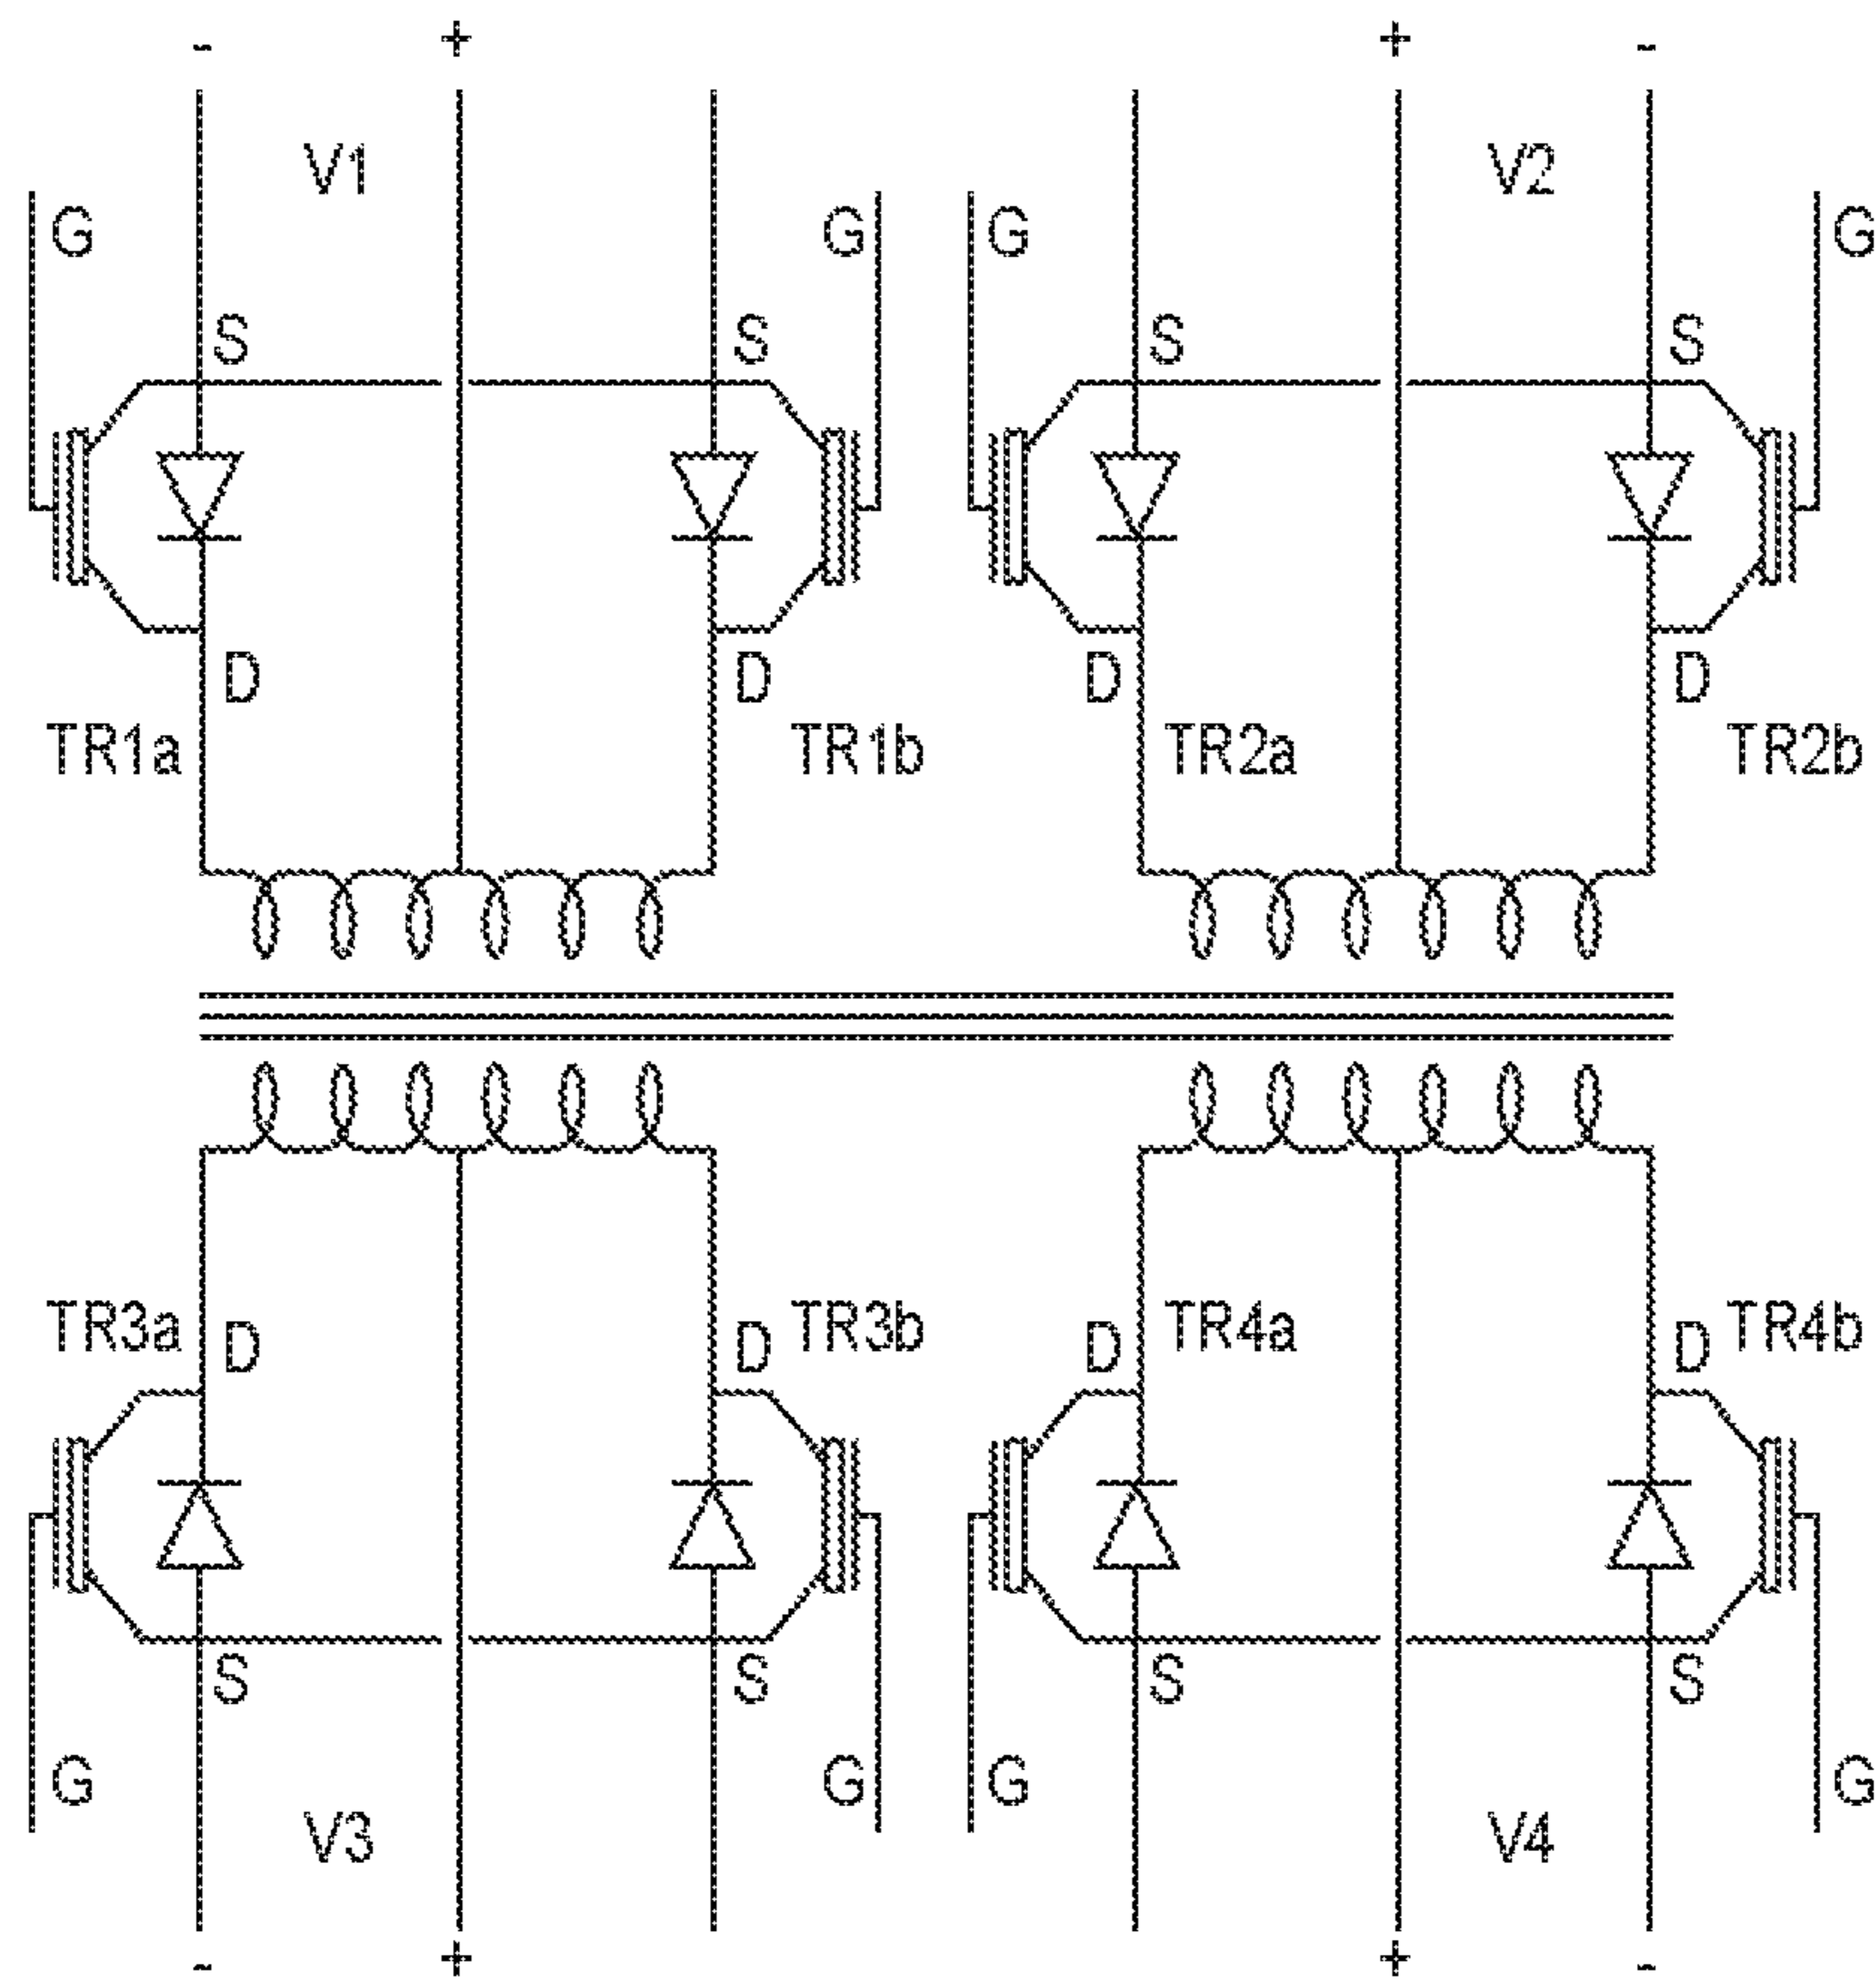 - + + -
V1 V2
G G G G
S S S S
D D D D
TR1a TR1b TR2a TR2b
TR3a D D TR3b D TR4a D TR4b
S S S S
G G G G
V3 V4
- + + -